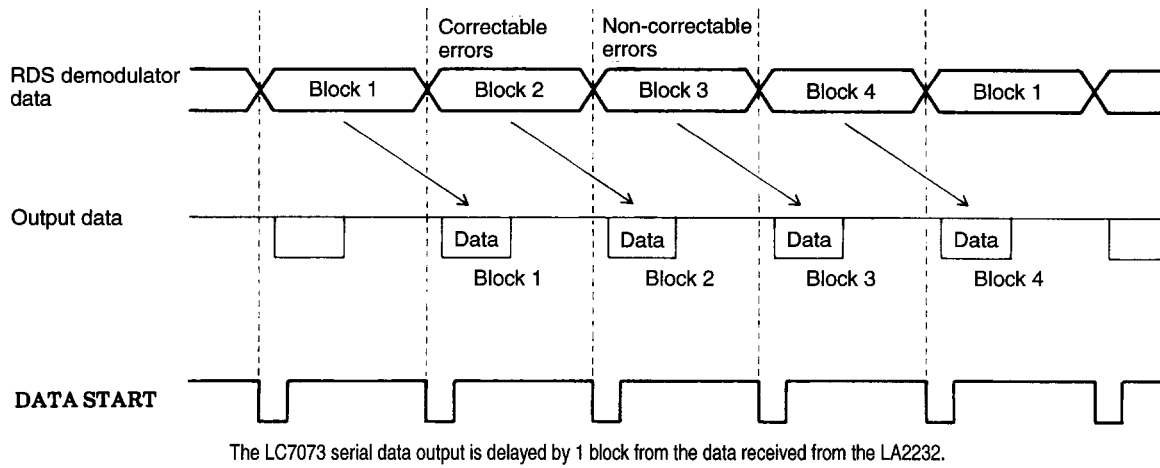 Correctable
errors
Non-correctable
errors
RDS demodulator
data
Block 1
Block 2
Block 3
Block 4
Block 1
Output data
Data
Data
Data
Data
Block 1
Block 2
Block 3
Block 4
DATA START
The LC7073 serial data output is delayed by 1 block from the data received from the LA2232.